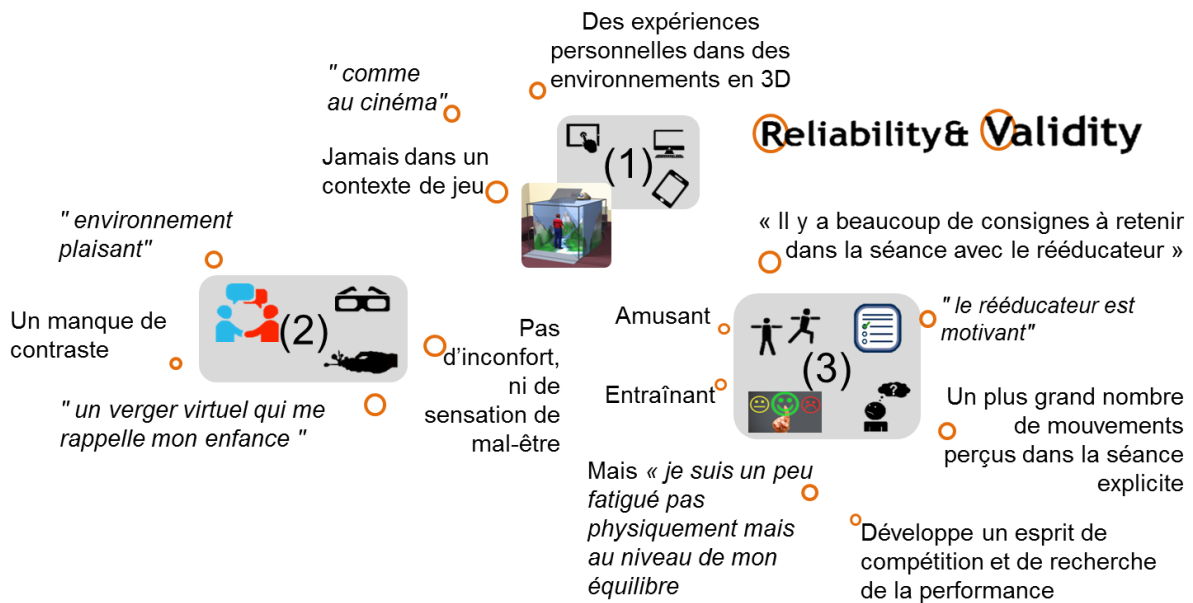 Des expériences
personnelles dans des
environnements en 3D
" comme
au cinéma"
Jamais dans un
contexte de jeu
(1)
Reliability& Validity
" environnement
plaisant"
Un manque de
contraste
(2)
" un verger virtuel qui me
rappelle mon enfance "
Pas
d’inconfort,
ni de
sensation de
mal-être
« Il y a beaucoup de consignes à retenir
dans la séance avec le rééducateur »
Amusant
Entraînant
(3)
?
" le rééducateur est
motivant"
Un plus grand nombre
de mouvements
perçus dans la séance
explicite
Mais « je suis un peu
fatigué pas
physiquement mais
au niveau de mon
équilibre
Développe un esprit de
compétition et de recherche
de la performance